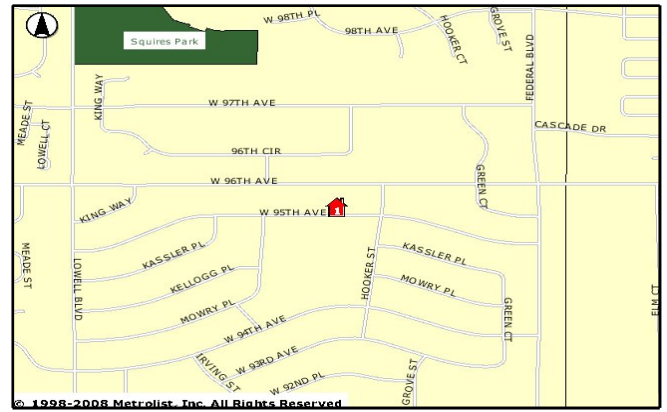 W 98TH PL
98TH AVE
HOOKER CT
GROVE ST
FEDERAL BLVD
Squires Park
KING WAY
W 97TH AVE
MEADE ST
LOWELL CT
CASCADE DR
96TH CIR
W 96TH AVE
GREEN CT
KING WAY
W 95TH AVE
1
MEADE ST
LOWELL BLVD
KASSLER PL
KELLOGG PL
MOWRY PL
HOOKER ST
KASSLER PL
MOWRY PL
GREEN CT
ELM CT
W 94TH AVE
W 93RD AVE
IRVING ST
W 92ND PL
GROVE ST
© 1998-2008 Metrolist, Inc. All Rights Reserved